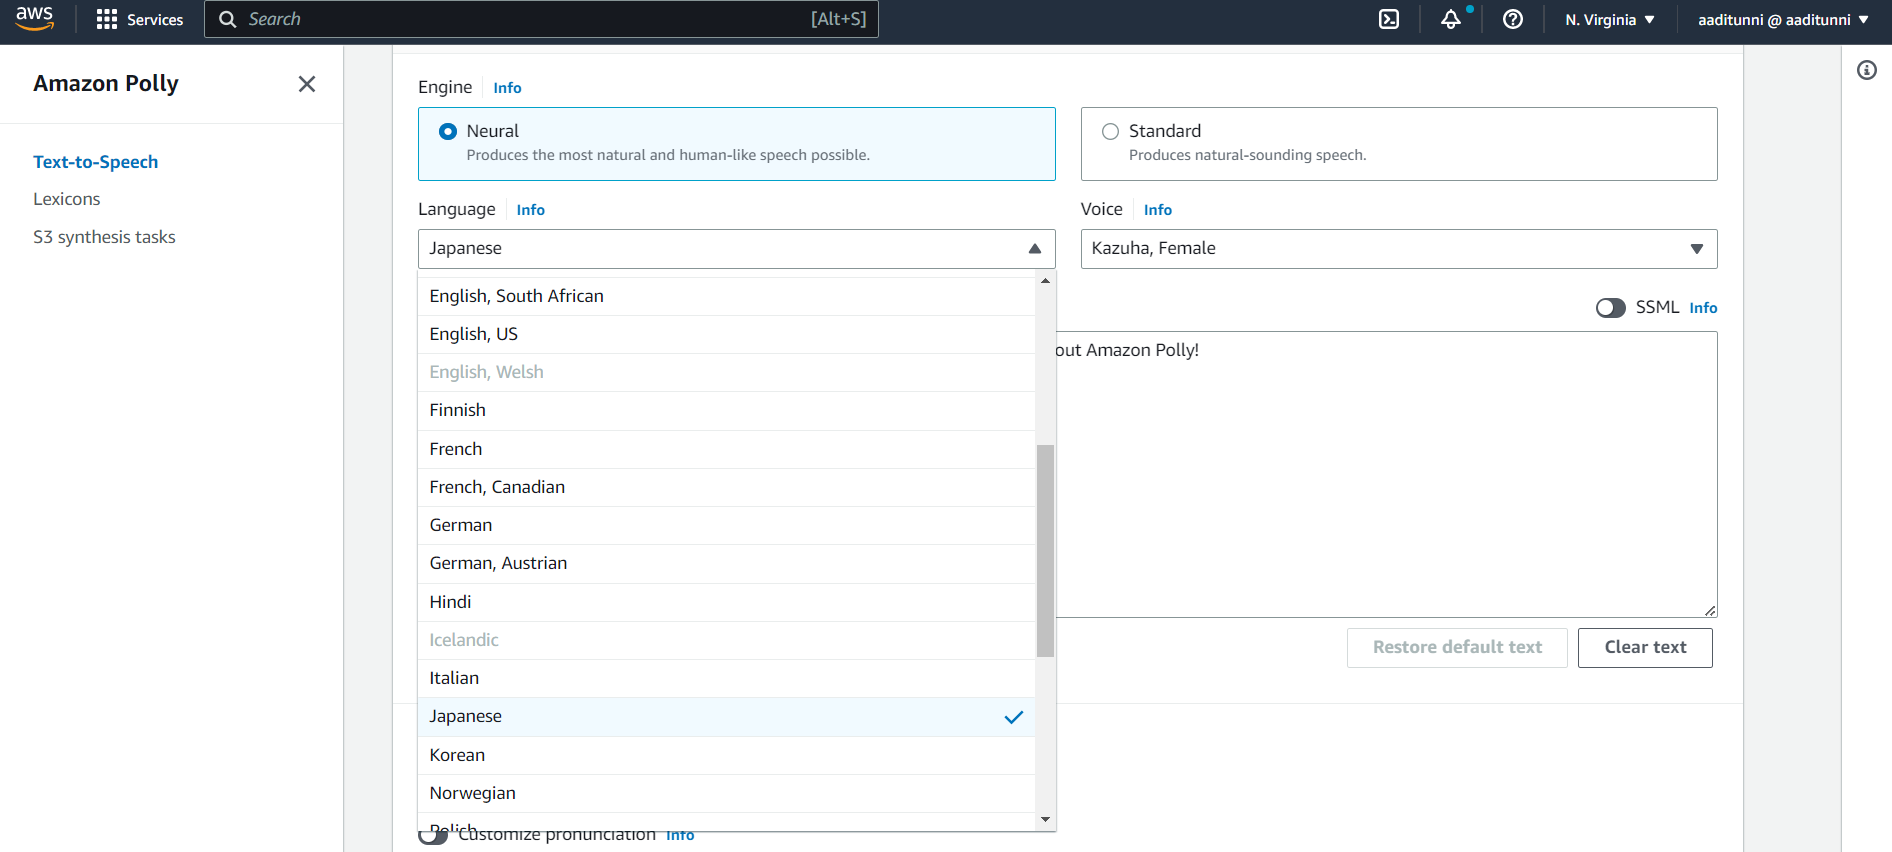 aws
Services
Search
[Alt+S]
N. Virginia
aaditunni @ aaditunni
Amazon Polly
Text-to-Speech
Lexicons
S3 synthesis tasks
Engine Info
Neural
Produces the most natural and human-like speech possible.
Standard
Produces natural-sounding speech.
Language Info
Japanese
Voice Info
Kazuha, Female
English, South African
English, US
English, Welsh
Finnish
French
French, Canadian
German
German, Austrian
Hindi
Icelandic
Italian
Japanese
Korean
Norwegian
Polish
SSML Info
out Amazon Polly!
Restore default text
Clear text
Customize pronunciation Info